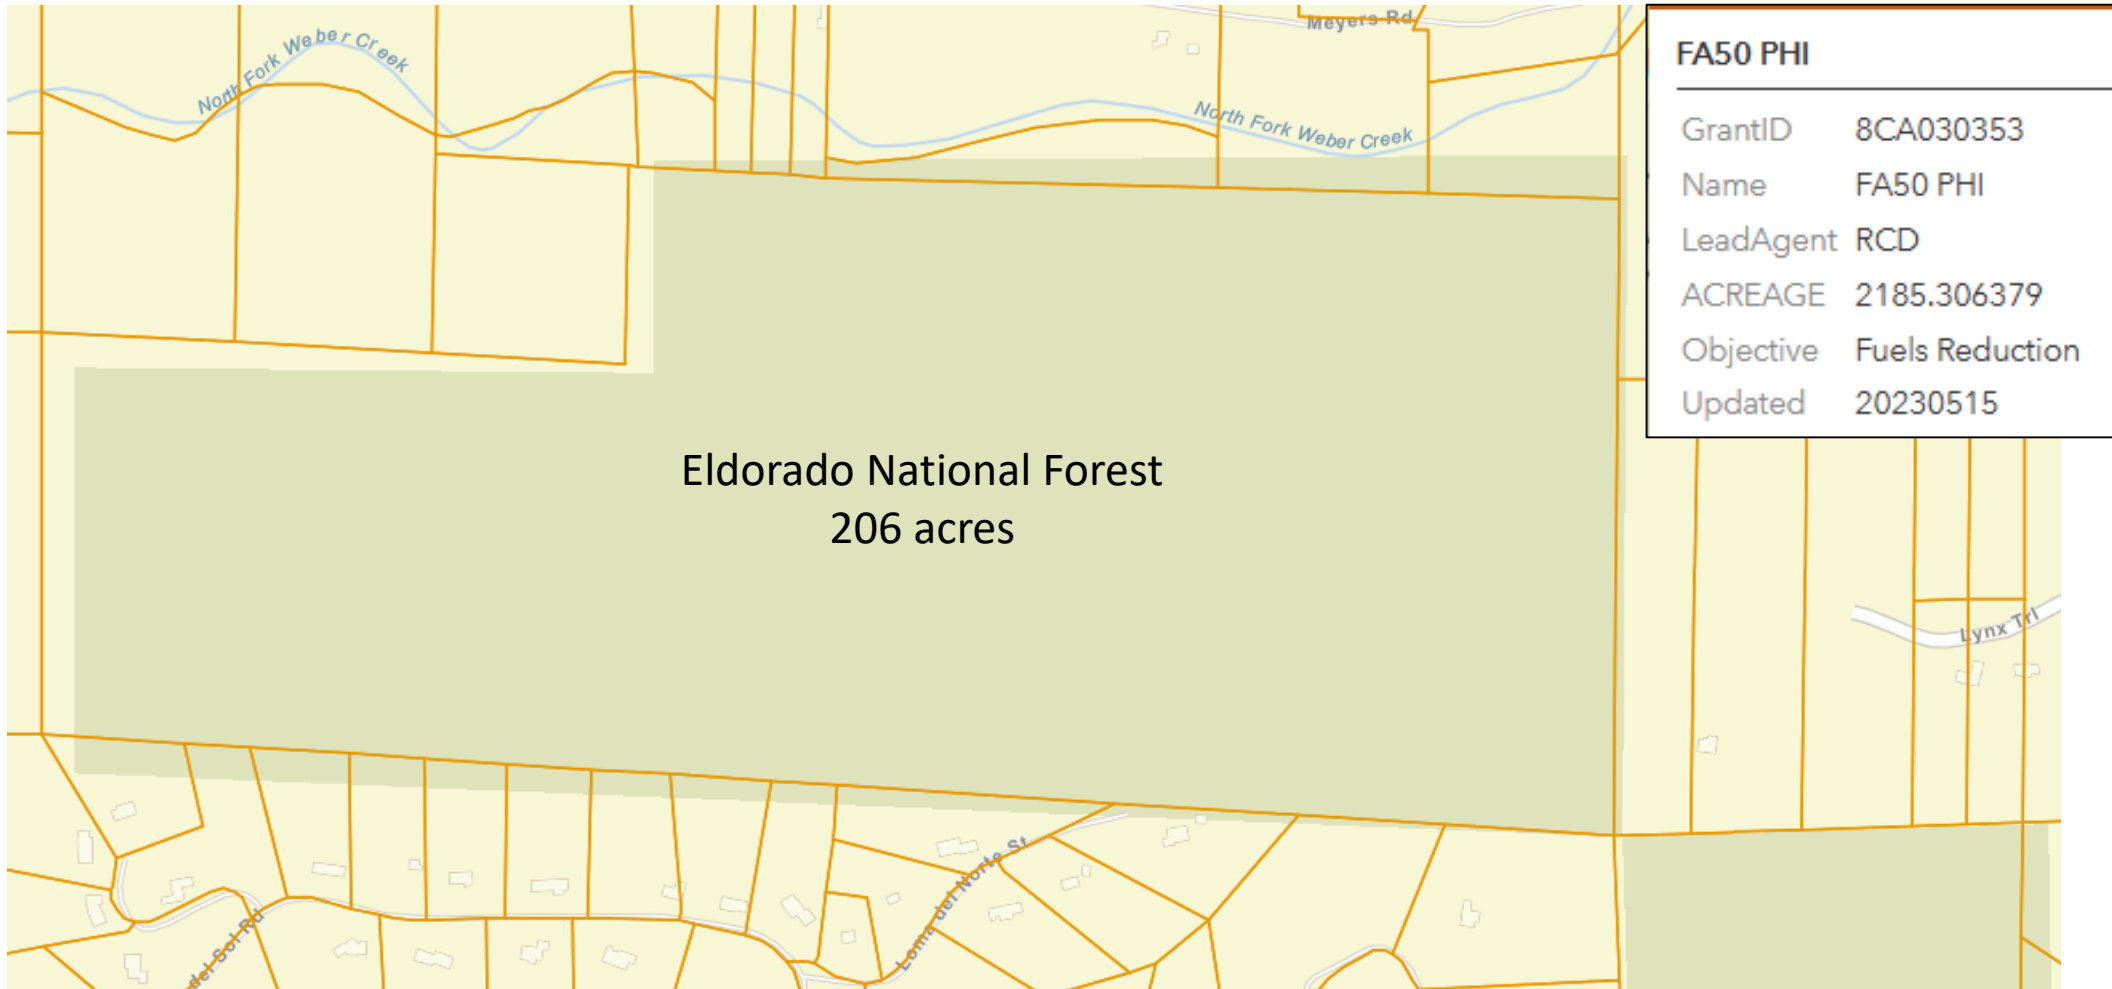 Meyers Rd
North Fork Weber Creek
North Fork Weber Creek
FA50 PHI
GrantID 8CA030353
Name FA50 PHI
LeadAgent RCD
ACREAGE 2185.306379
Objective Fuels Reduction
Updated 20230515
Eldorado National Forest
206 acres
Lynx Trl
Loma del Norte St
del Sol Rd